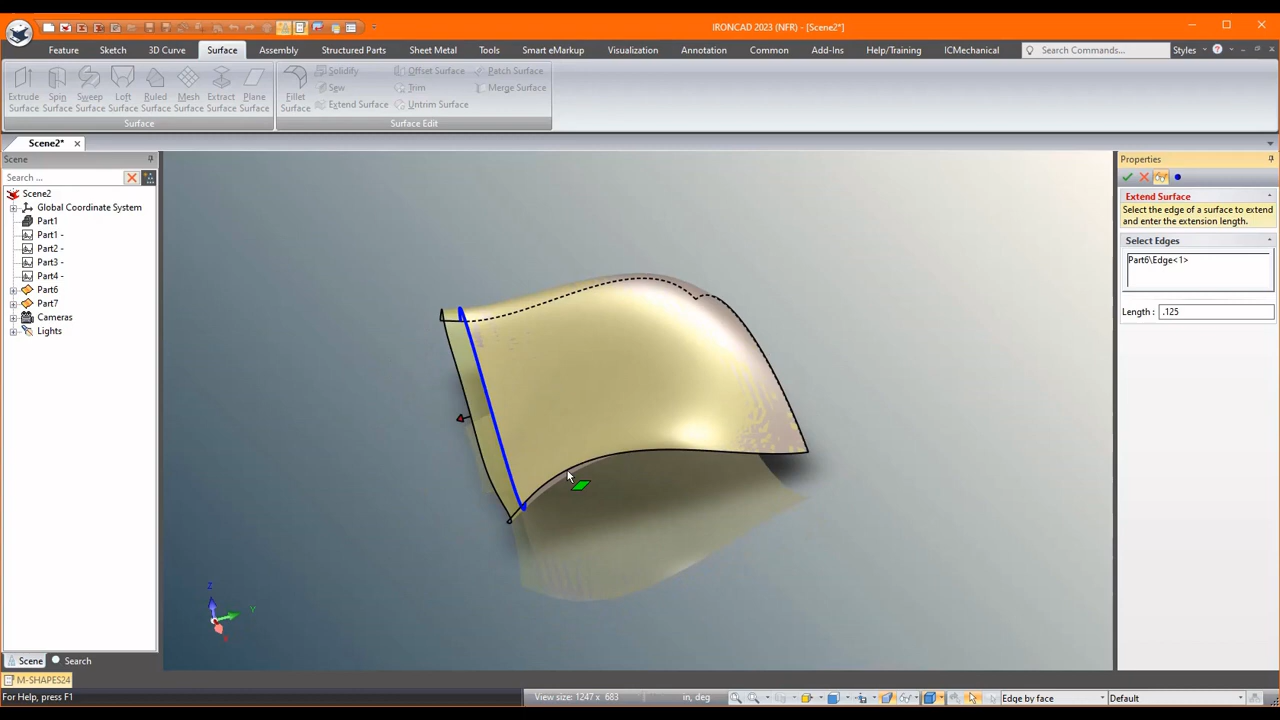 IRONCAD 2023 (NFR) - [Scene2*]
Feature Sketch 3D Curve Surface Assembly Structured Parts Sheet Metal Tools Smart eMarkup Visualization Annotation Common Add-Ins Help/Training ICMechanical Search Commands... Styles
Extrude Surface
Spin Surface
Sweep Surface
Loft Surface
Ruled Surface
Mesh Surface
Extract Surface
Plane Surface
Surface
Fillet Surface
Solidify
Sew
Extend Surface
Offset Surface
Trim
Untrim Surface
Patch Surface
Merge Surface
Surface Edit
Scene2*
Scene
Search ...
Scene2
Global Coordinate System
Part1
Part1 -
Part2 -
Part3 -
Part4 -
Part6
Part7
Cameras
Lights
Z
Y
Properties
Extend Surface
Select the edge of a surface to extend
and enter the extension length.
Select Edges
Part6\Edge<1>
Length : .125
Scene Search
M-SHAPES24
For Help, press F1 View size: 1247 x 683 in, deg Edge by face Default